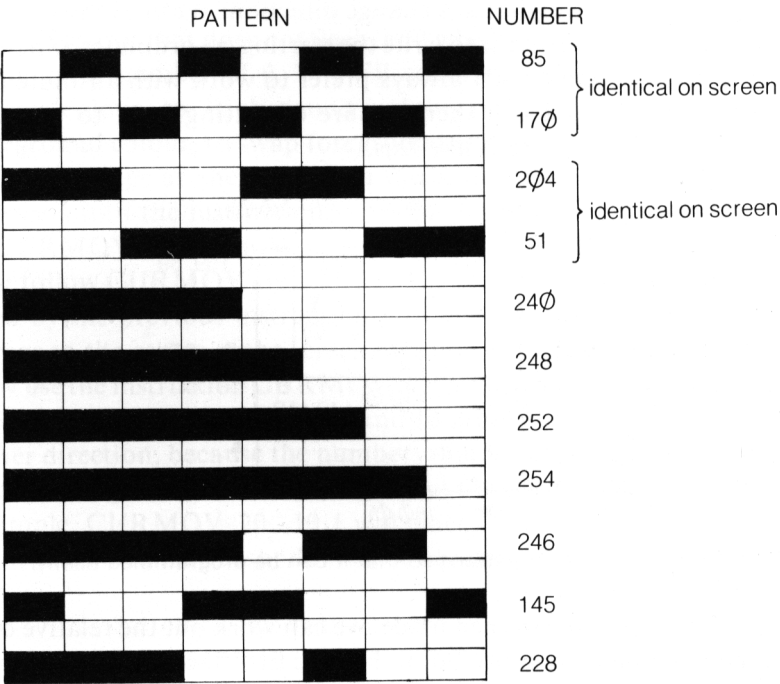 PATTERN NUMBER
85
identical on screen
17Ø
2Ø4
identical on screen
51
24Ø
248
252
254
246
145
228